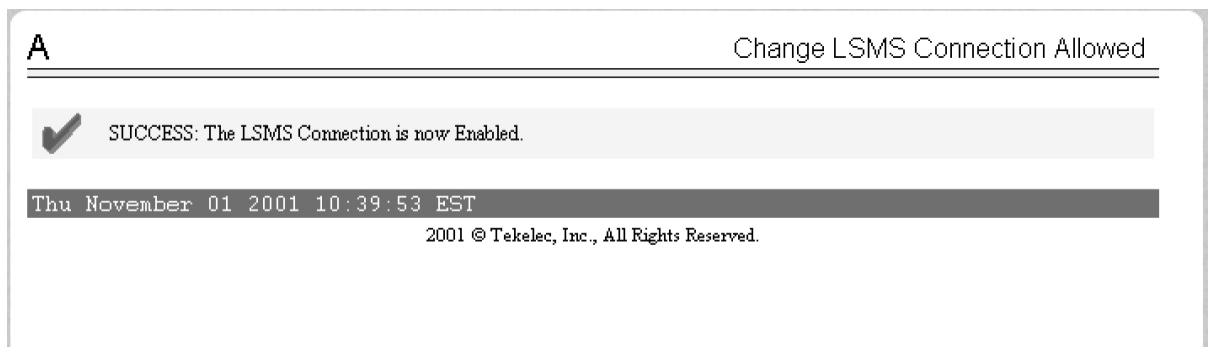 A
Change LSMS Connection Allowed
SUCCESS: The LSMS Connection is now Enabled.
Thu November 01 2001 10:39:53 EST
2001 © Tekelec, Inc., All Rights Reserved.